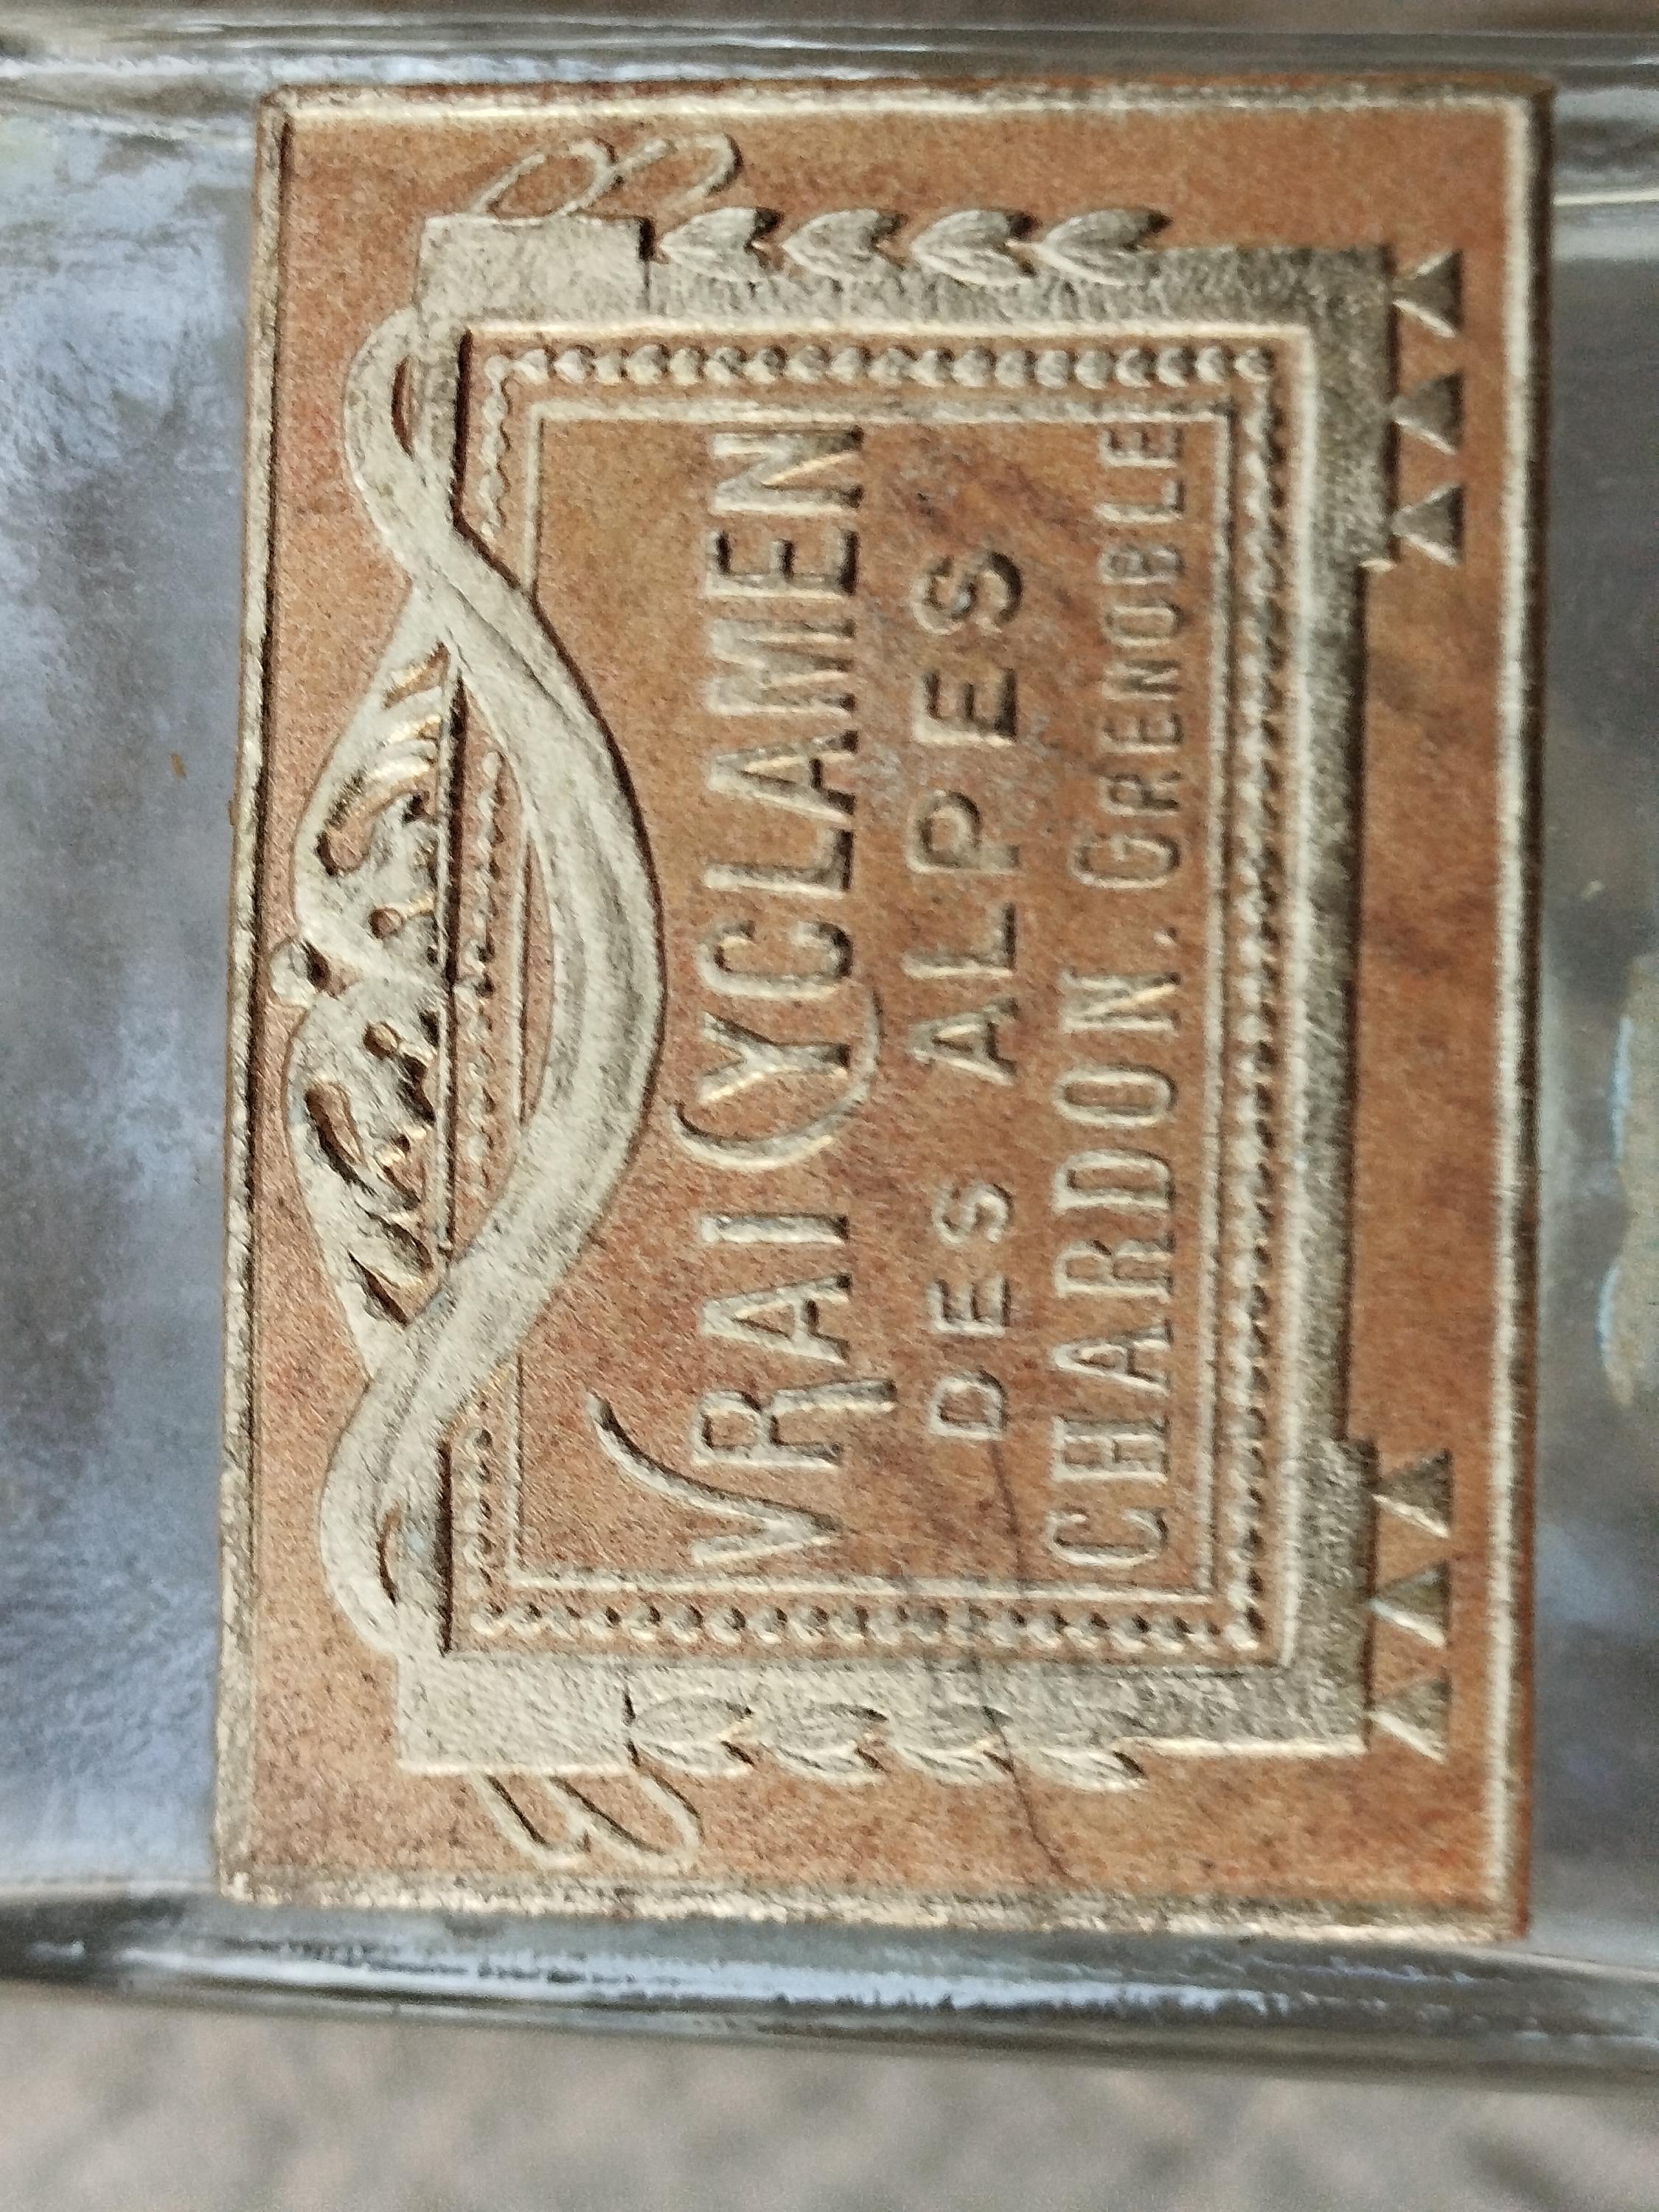 VRAI CYCLAMEN
DES ALPES
CHARDON. GRENOBLE